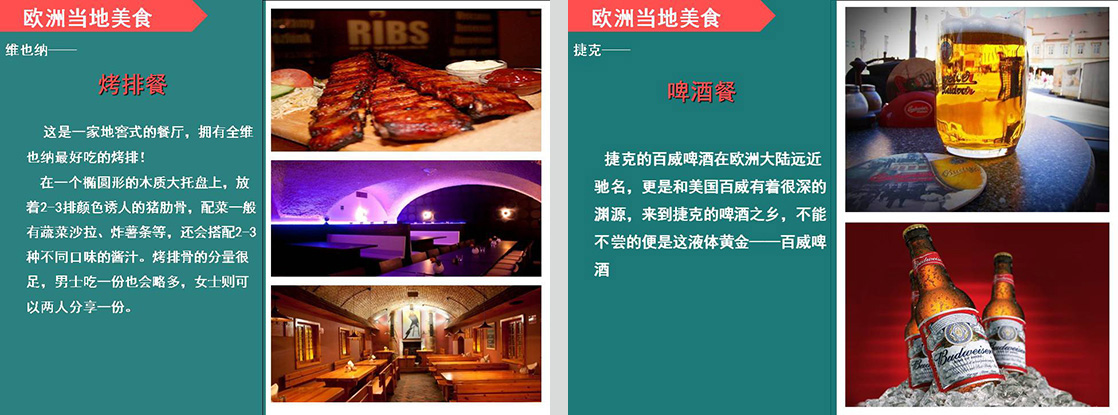 欧洲当地美食
维也纳——
烤排餐
这是一家地窖式的餐厅，拥有全维
也纳最好吃的烤排！
在一个椭圆形的木质大托盘上，放
着2-3排颜色诱人的猪肋骨，配菜一般
有蔬菜沙拉、炸薯条等，还会搭配2-3
种不同口味的酱汁。烤排骨的分量很
足，男士吃一份也会略多，女士则可
以两人分享一份。
RIBS
欧洲当地美食
捷克——
啤酒餐
捷克的百威啤酒在欧洲大陆远近
驰名，更是和美国百威有着很深的
渊源，来到捷克的啤酒之乡，不能
不尝的便是这液体黄金——百威啤
酒
Budweiser